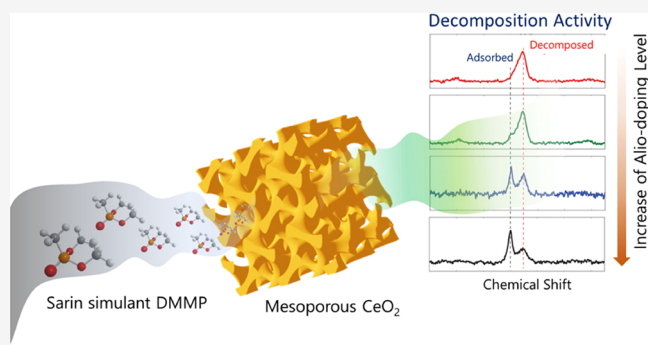 Decomposition Activity
Adsorbed
Decomposed
Increase of Alio-doping Level
Chemical Shift
Sarin simulant DMMP
Mesoporous CeO₂